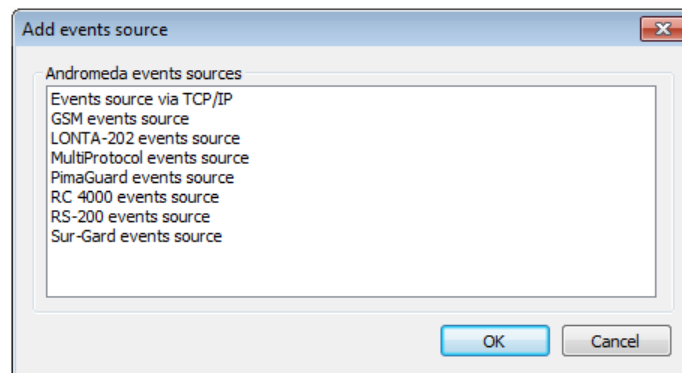 Add events source
Andromeda events sources
Events source via TCP/IP
GSM events source
LONTA-202 events source
MultiProtocol events source
PimaGuard events source
RC 4000 events source
RS-200 events source
Sur-Gard events source
OK
Cancel